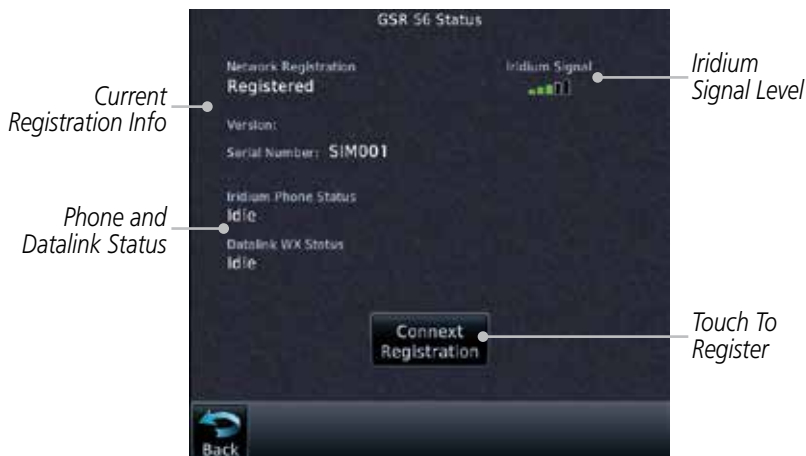 GSR 56 Status
Network Registration
Registered
Iridium Signal
Iridium
Signal Level
Current
Registration Info
Version:
Serial Number: SIM001
Iridium Phone Status
Idle
Phone and
Datalink Status
Datalink WX Status
Idle
Connext
Registration
Touch To
Register
Back